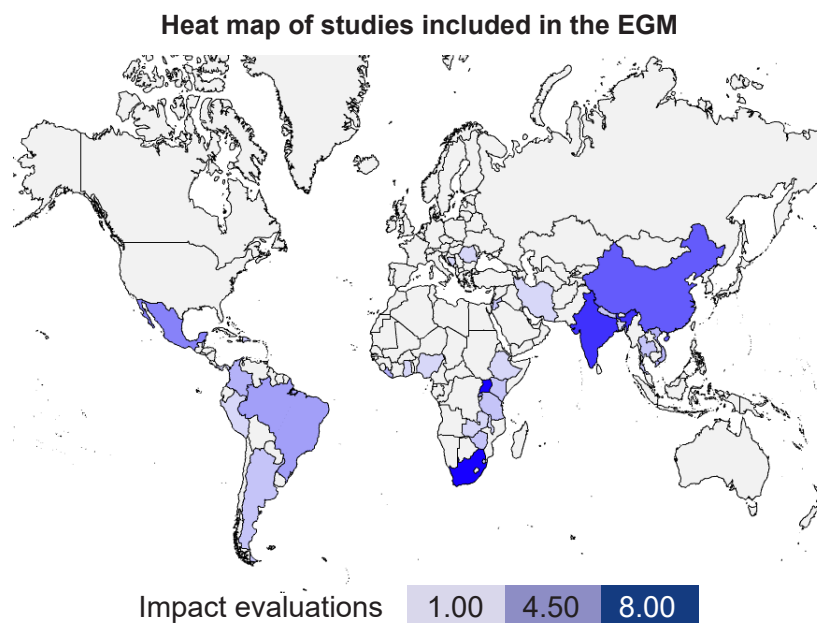 Heat map of studies included in the EGM
Impact evaluations 1.00 4.50 8.00